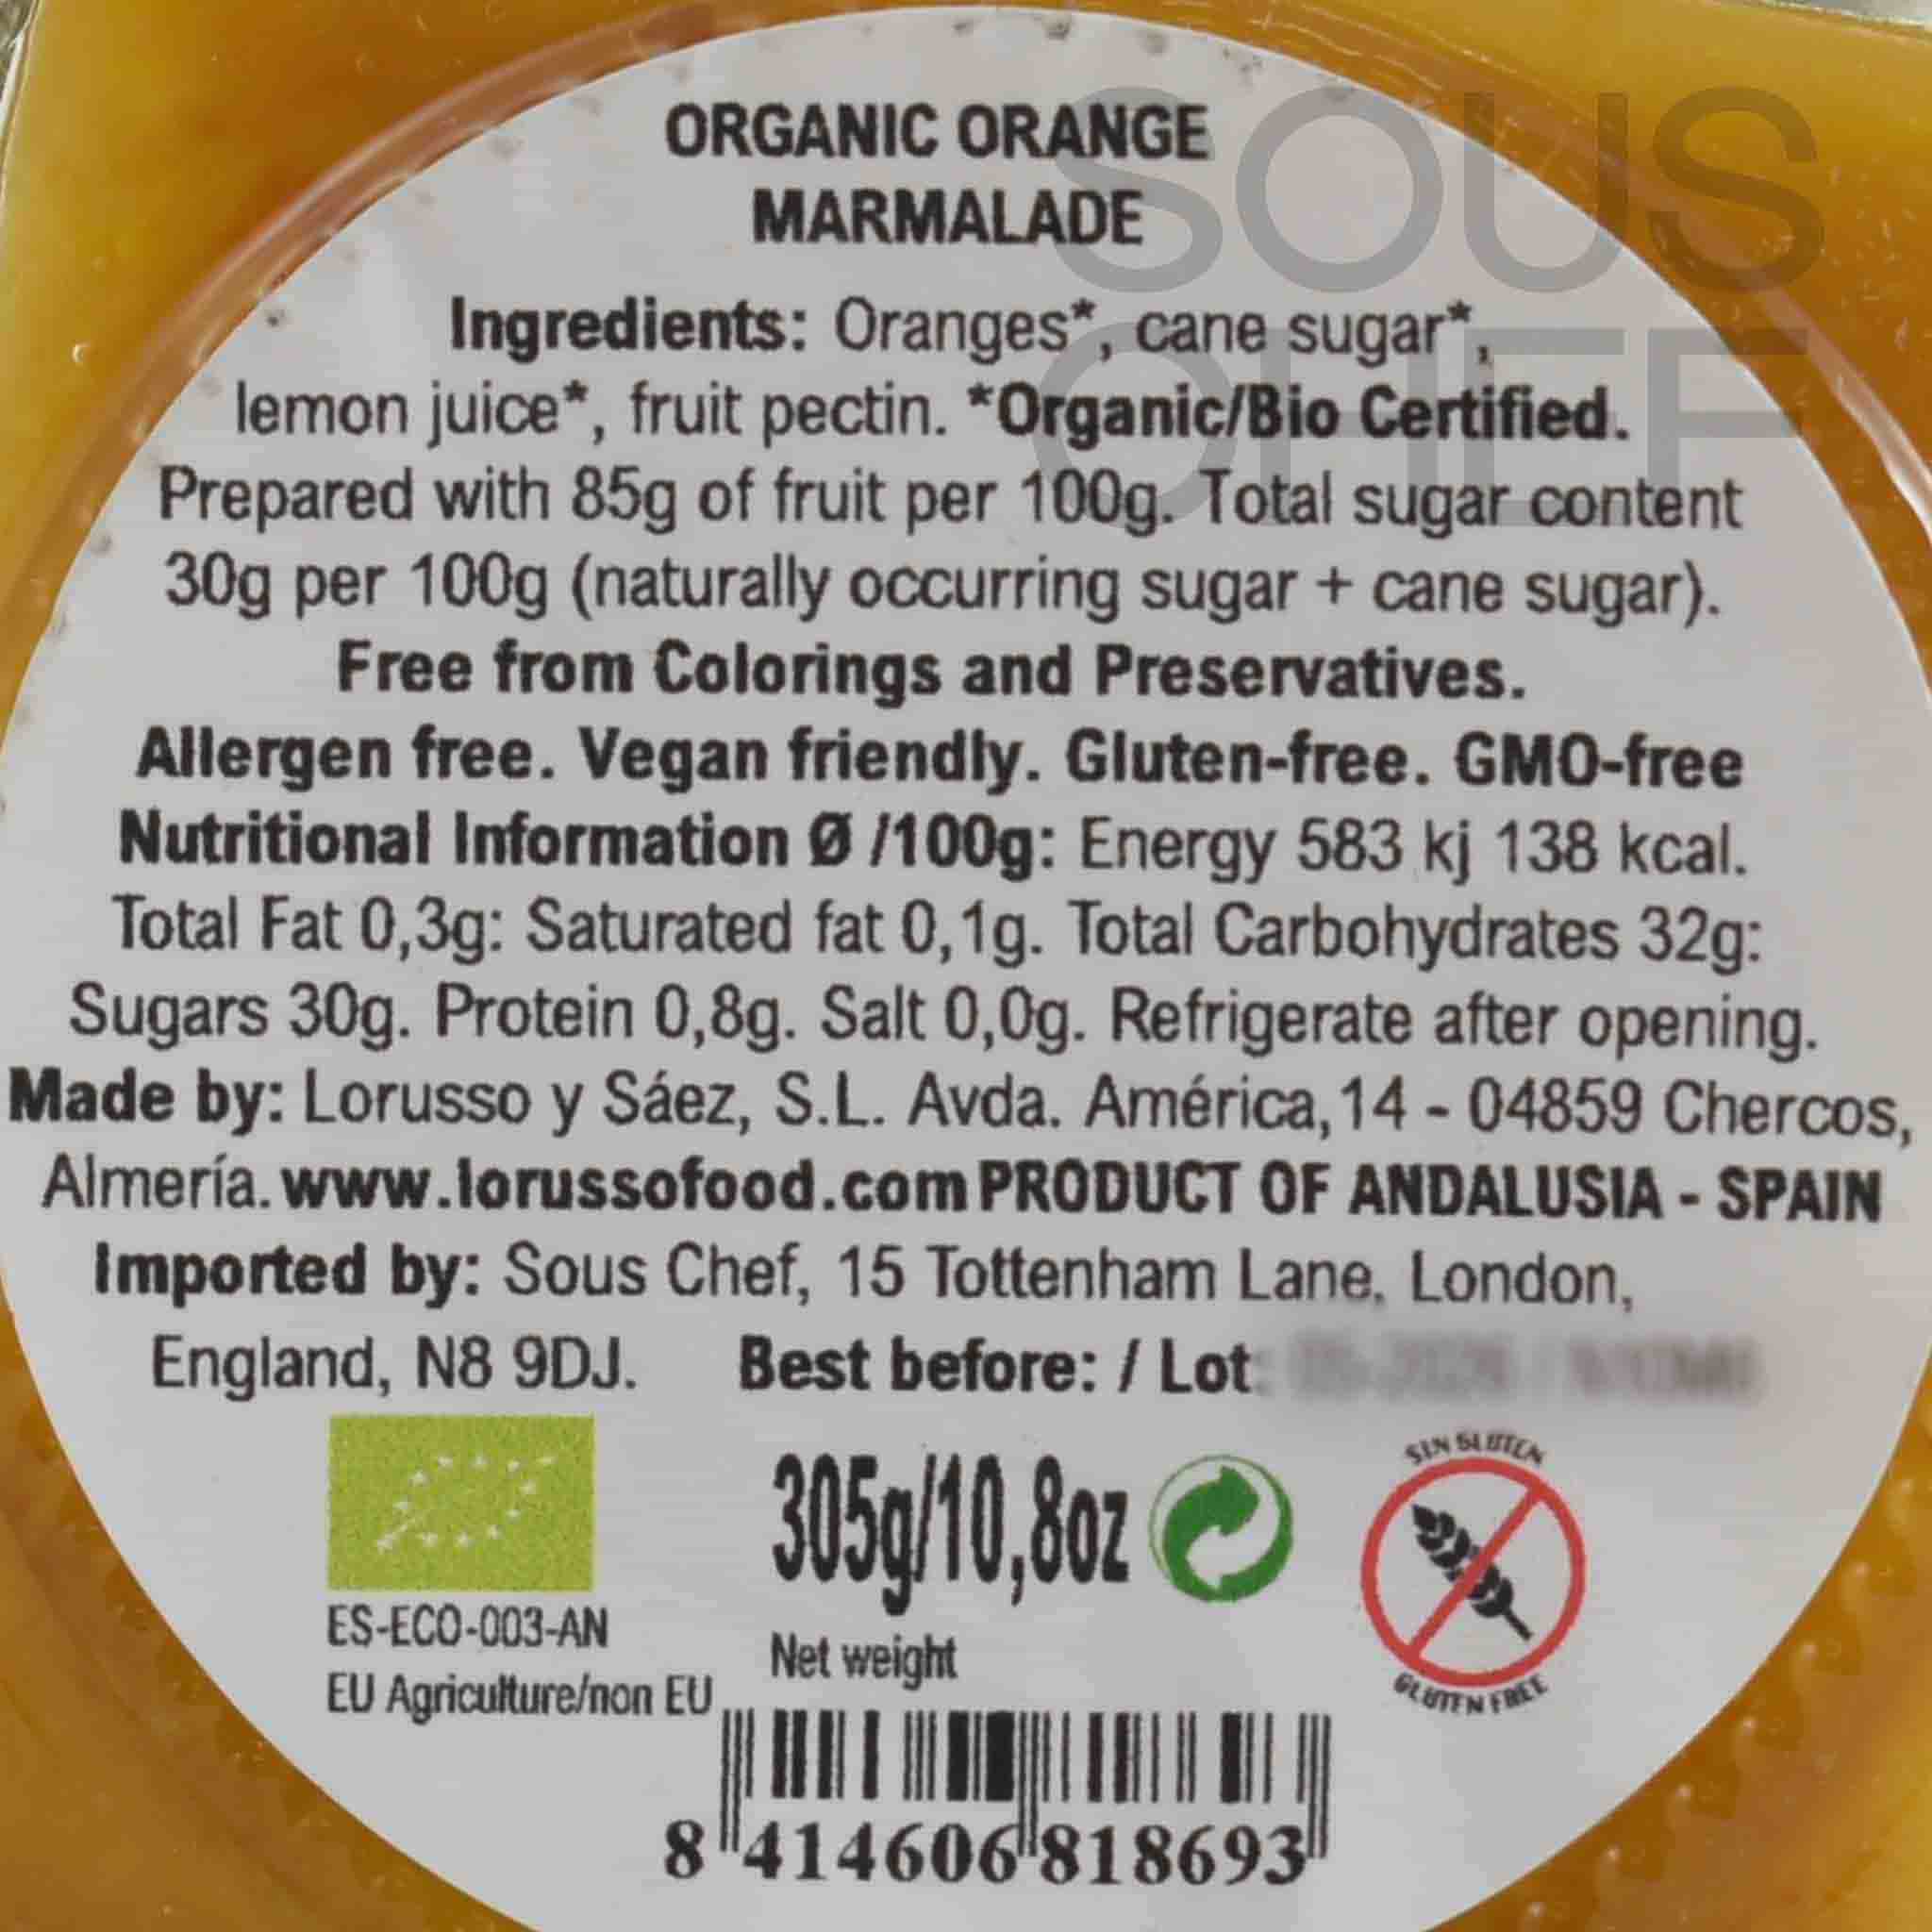 SOUS
CHEF
ORGANIC ORANGE
MARMALADE
Ingredients: Oranges*, cane sugar*,
lemon juice*, fruit pectin. *Organic/Bio Certified.
Prepared with 85g of fruit per 100g. Total sugar content
30g per 100g (naturally occurring sugar + cane sugar).
Free from Colorings and Preservatives.
Allergen free. Vegan friendly. Gluten-free. GMO-free
Nutritional Information Ø /100g: Energy 583 kj 138 kcal.
Total Fat 0,3g: Saturated fat 0,1g. Total Carbohydrates 32g:
Sugars 30g. Protein 0,8g. Salt 0,0g. Refrigerate after opening.
Made by: Lorusso y Sáez, S.L. Avda. América,14 - 04859 Chercos,
Almería. www.lorussofood.com PRODUCT OF ANDALUSIA - SPAIN
Imported by: Sous Chef, 15 Tottenham Lane, London,
England, N8 9DJ. Best before: / Lot:
SIN GLUTEN
305g/10,8oz
ES-ECO-003-AN
Net weight
GLUTEN FREE
EU Agriculture/non EU
8 414606 818693